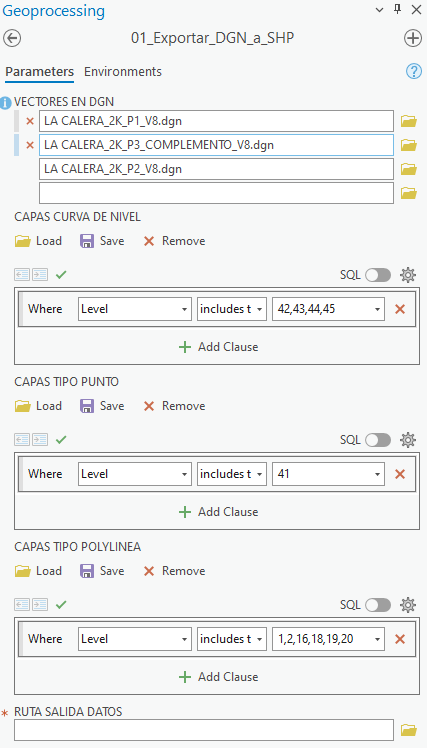 Geoprocessing
01_Exportar_DGN_a_SHP
Parameters Environments
VECTORES EN DGN
LA CALERA_2K_P1_V8.dgn
LA CALERA_2K_P3_COMPLEMENTO_V8.dgn
LA CALERA_2K_P2_V8.dgn
CAPAS CURVA DE NIVEL
Load Save Remove
SQL
Where Level includes t 42,43,44,45
Add Clause
CAPAS TIPO PUNTO
Load Save Remove
SQL
Where Level includes t 41
Add Clause
CAPAS TIPO POLYLINEA
Load Save Remove
SQL
Where Level includes t 1,2,16,18,19,20
Add Clause
* RUTA SALIDA DATOS